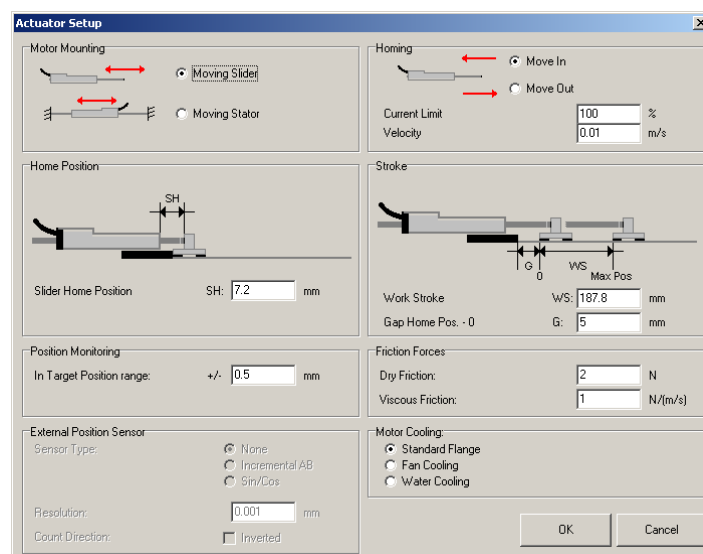 Actuator Setup
Motor Mounting
Moving Slider
Moving Stator
Homing
Move In
Move Out
Current Limit 100 %
Velocity 0.01 m/s
Home Position
SH
Slider Home Position SH: 7.2 mm
Stroke
G WS
0 Max Pos
Work Stroke WS: 187.8 mm
Gap Home Pos. - 0 G: 5 mm
Position Monitoring
In Target Position range: +/- 0.5 mm
Friction Forces
Dry Friction: 2 N
Viscous Friction: 1 N/(m/s)
External Position Sensor
Sensor Type: None
Incremental AB
Sin/Cos
Resolution: 0.001 mm
Count Direction: Inverted
Motor Cooling:
Standard Flange
Fan Cooling
Water Cooling
OK Cancel